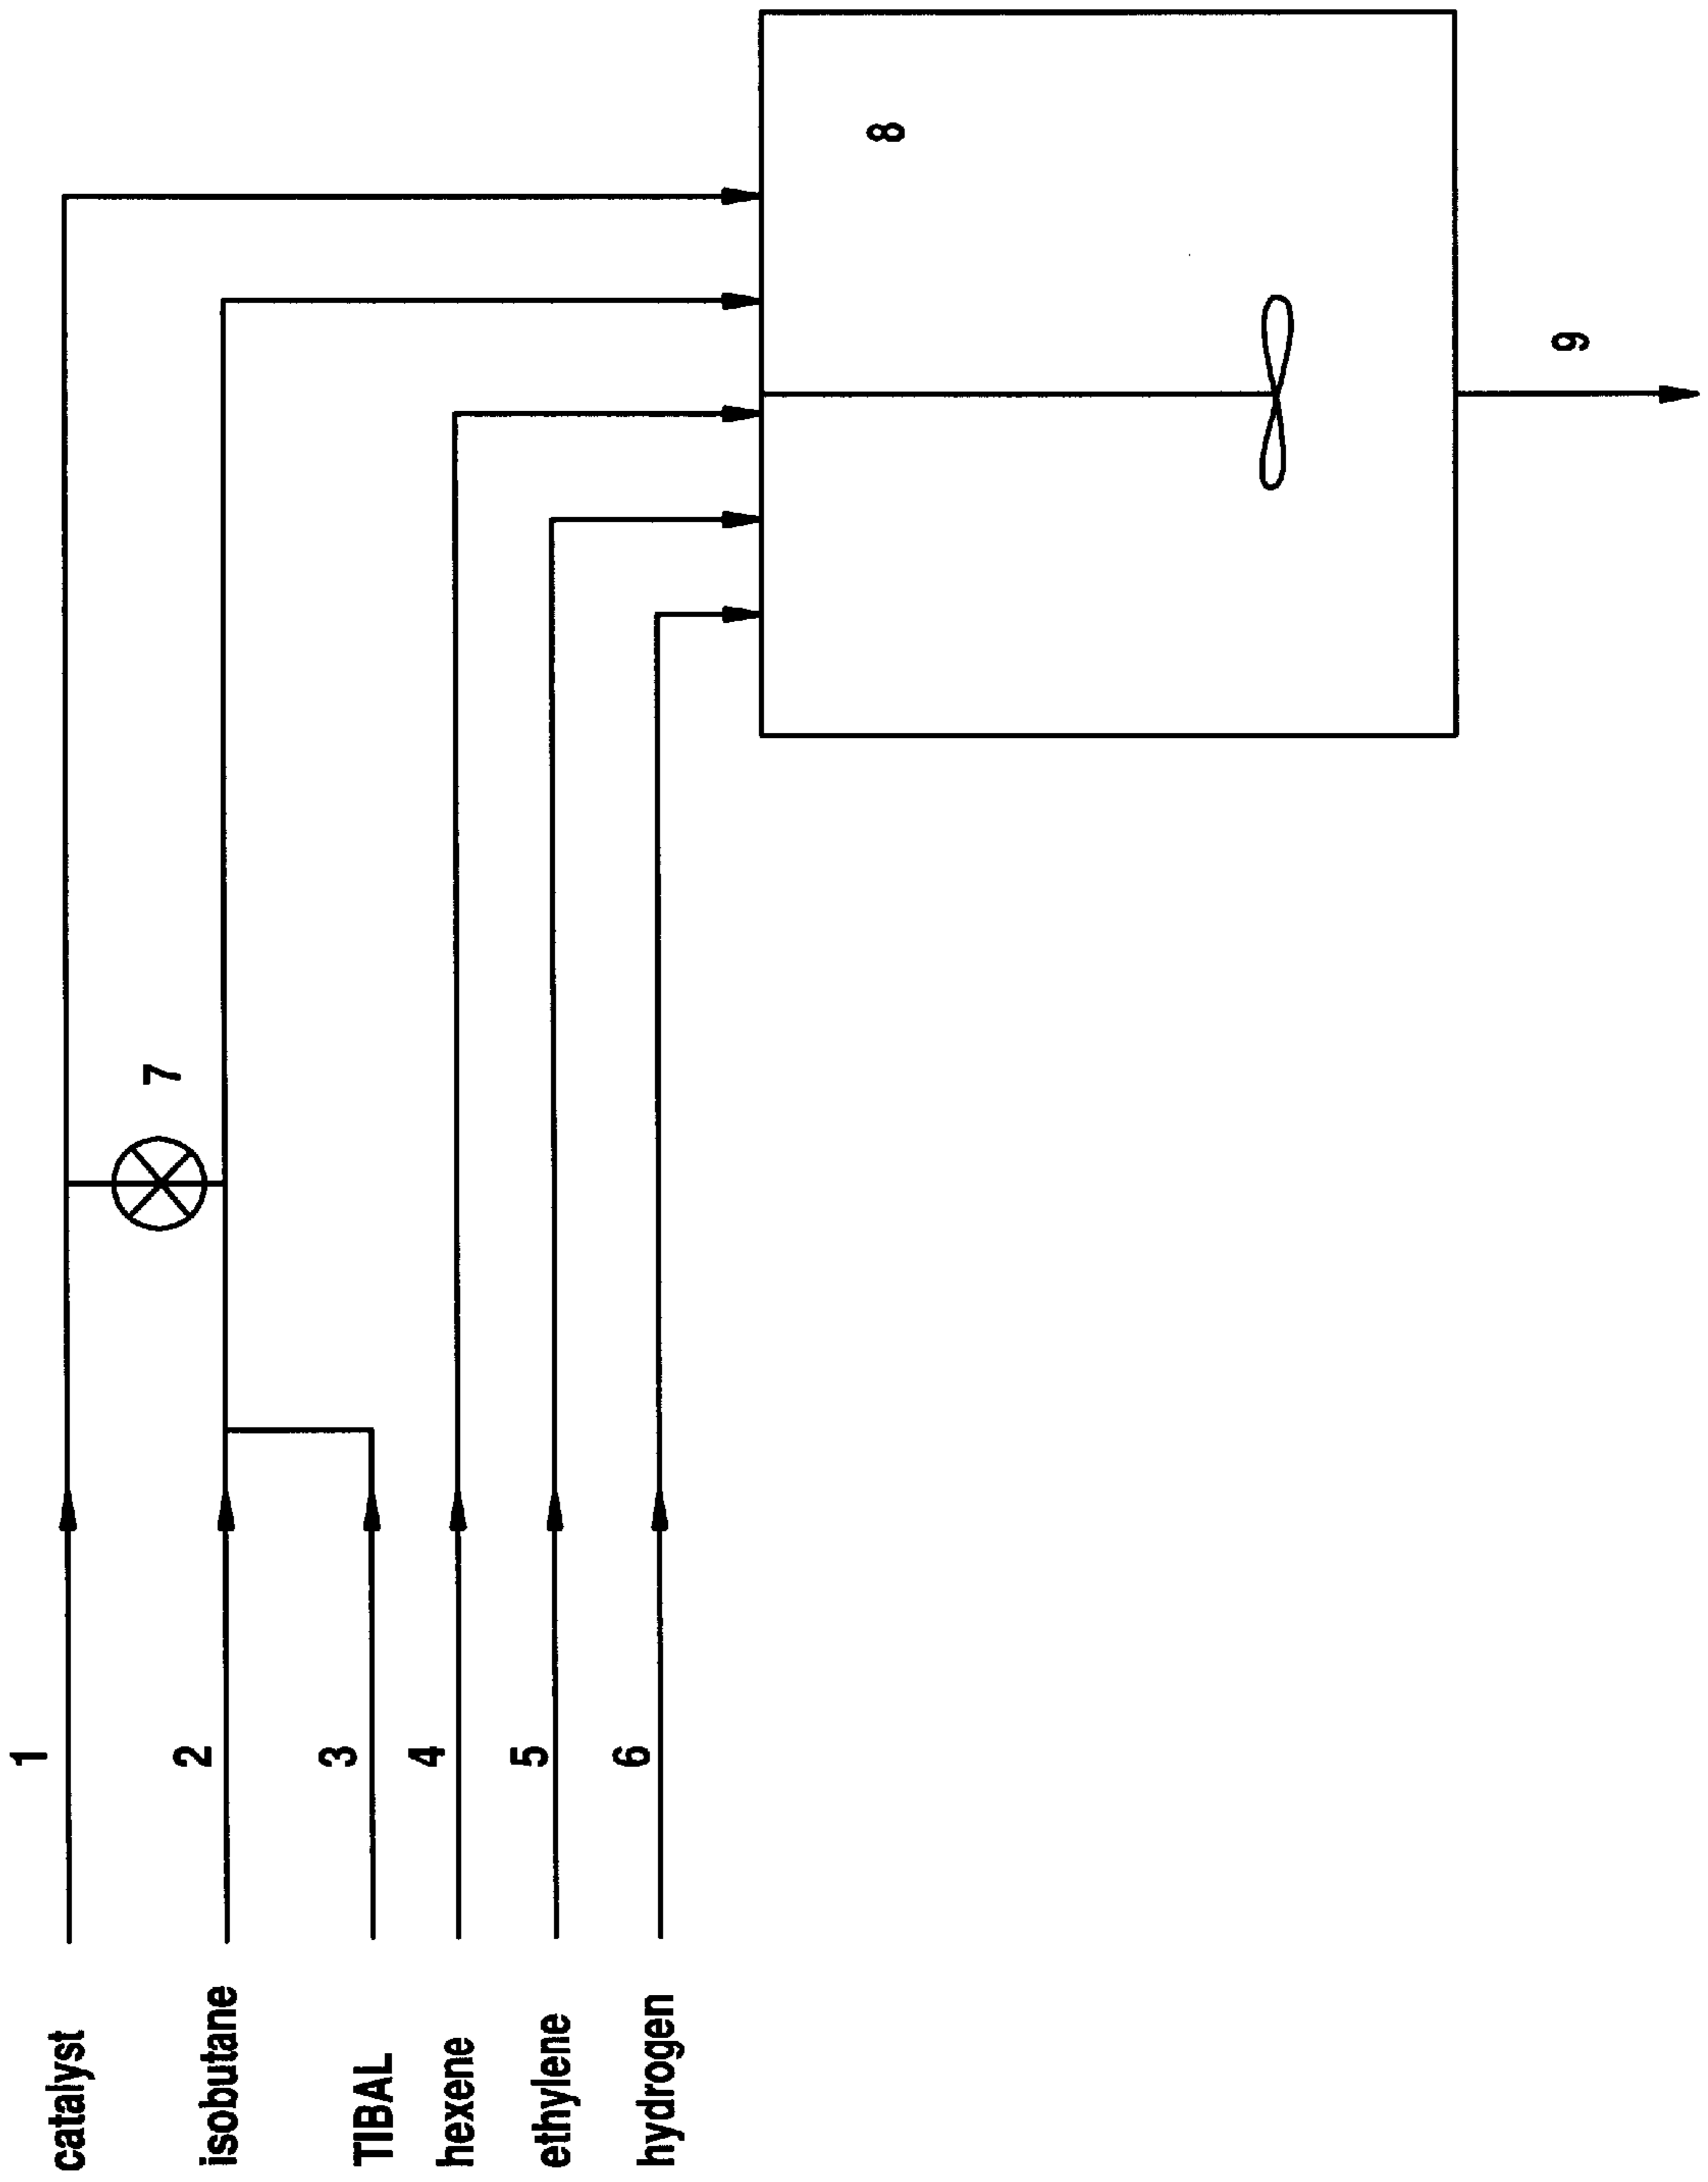 catalyst 1
isobutane 2
TIBAL 3
hexene 4
ethylene 5
hydrogen 6
7
8
9